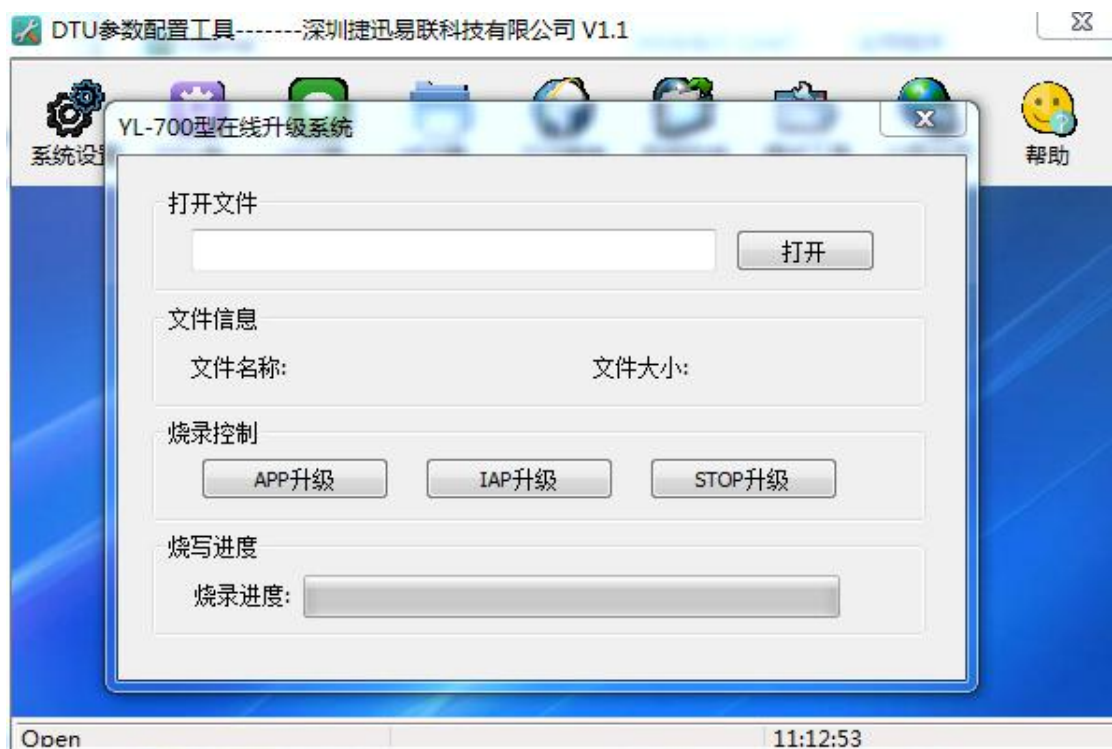 DTU参数配置工具-------深圳捷迅易联科技有限公司 V1.1
系统设
帮助
YL-700型在线升级系统
打开文件
打开
文件信息
文件名称:
文件大小:
烧录控制
APP升级
IAP升级
STOP升级
烧写进度
烧录进度:
Open
11:12:53